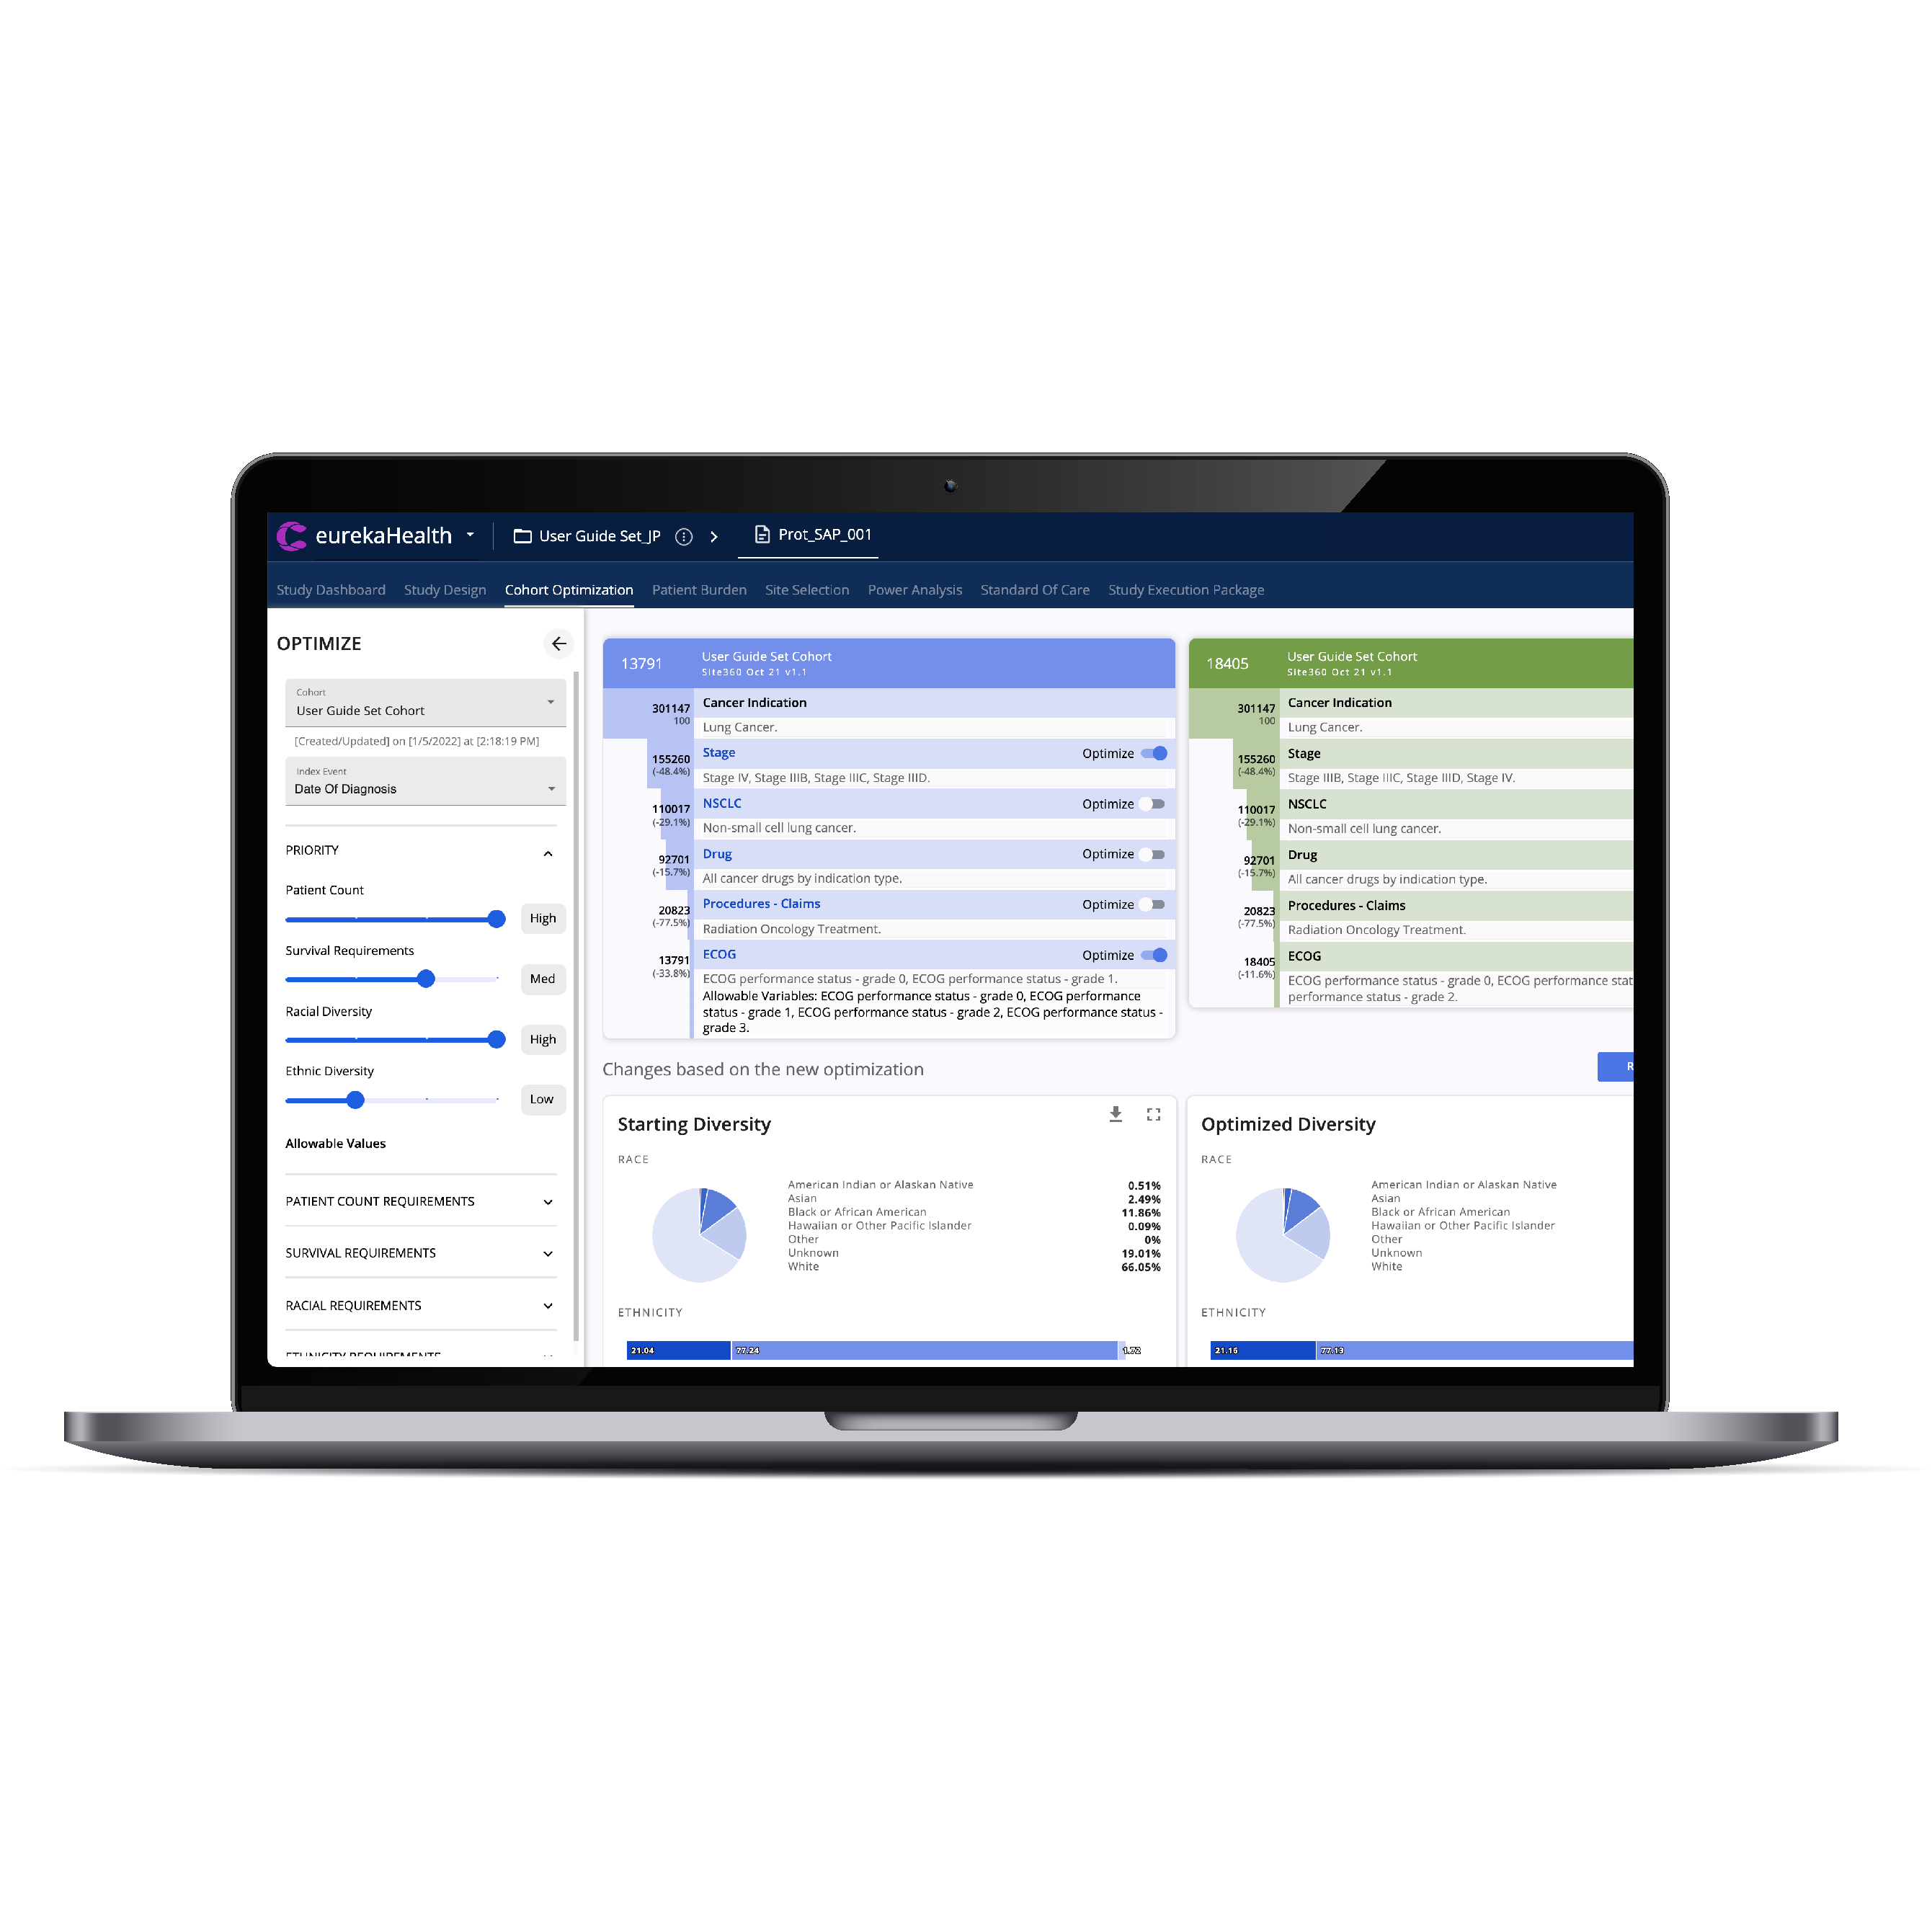 eurekaHealth
User Guide Set_JP
Prot_SAP_001
Study Dashboard Study Design Cohort Optimization Patient Burden Site Selection Power Analysis Standard Of Care Study Execution Package
OPTIMIZE
Cohort
User Guide Set Cohort
[Created/Updated] on [1/5/2022] at [2:18:19 PM]
Index Event
Date Of Diagnosis
PRIORITY
Patient Count
High
Survival Requirements
Med
Racial Diversity
High
Ethnic Diversity
Low
Allowable Values
PATIENT COUNT REQUIREMENTS
SURVIVAL REQUIREMENTS
RACIAL REQUIREMENTS
ETHNICITY REQUIREMENTS
13791
User Guide Set Cohort
Site360 Oct 21 v1.1
301147
100
Cancer Indication
Lung Cancer.
155260
(-48.4%)
Stage
Optimize
Stage IV, Stage IIIB, Stage IIIC, Stage IIID.
110017
(-29.1%)
NSCLC
Optimize
Non-small cell lung cancer.
92701
(-15.7%)
Drug
Optimize
All cancer drugs by indication type.
20823
(-77.5%)
Procedures - Claims
Optimize
Radiation Oncology Treatment.
13791
(-33.8%)
ECOG
Optimize
ECOG performance status - grade 0, ECOG performance status - grade 1.
Allowable Variables: ECOG performance status - grade 0, ECOG performance
status - grade 1, ECOG performance status - grade 2, ECOG performance status -
grade 3.
18405
User Guide Set Cohort
Site360 Oct 21 v1.1
301147
100
Cancer Indication
Lung Cancer.
155260
(-48.4%)
Stage
Stage IIIB, Stage IIIC, Stage IIID, Stage IV.
110017
(-29.1%)
NSCLC
Non-small cell lung cancer.
92701
(-15.7%)
Drug
All cancer drugs by indication type.
20823
(-77.5%)
Procedures - Claims
Radiation Oncology Treatment.
18405
(-11.6%)
ECOG
ECOG performance status - grade 0, ECOG performance stat
performance status - grade 2.
Changes based on the new optimization
R
Starting Diversity
RACE
American Indian or Alaskan Native 0.51%
Asian 2.49%
Black or African American 11.86%
Hawaiian or Other Pacific Islander 0.09%
Other 0%
Unknown 19.01%
White 66.05%
ETHNICITY
21.04 77.24 1.72
Optimized Diversity
RACE
American Indian or Alaskan Native
Asian
Black or African American
Hawaiian or Other Pacific Islander
Other
Unknown
White
ETHNICITY
21.16 77.13